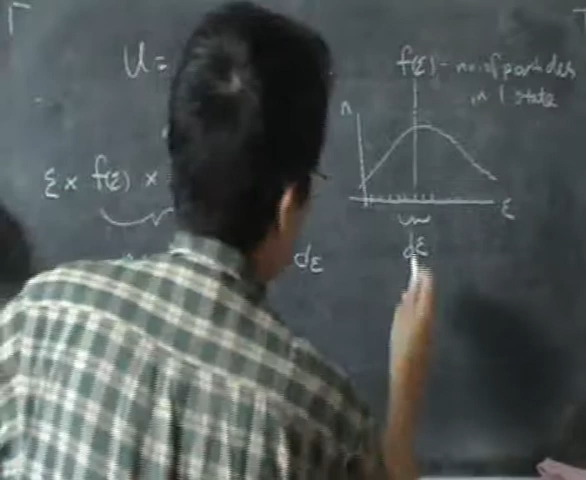 U =
f(ε) - no. of particles
in 1 state
n
ε × f(ε) ×
ε
dε
dε